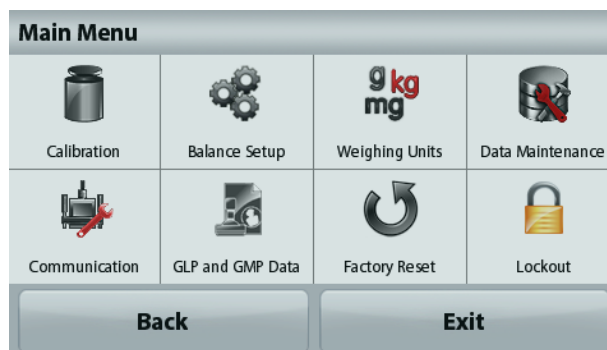 Main Menu
g kg
mg
Calibration
Balance Setup
Weighing Units
Data Maintenance
Communication
GLP and GMP Data
Factory Reset
Lockout
Back
Exit